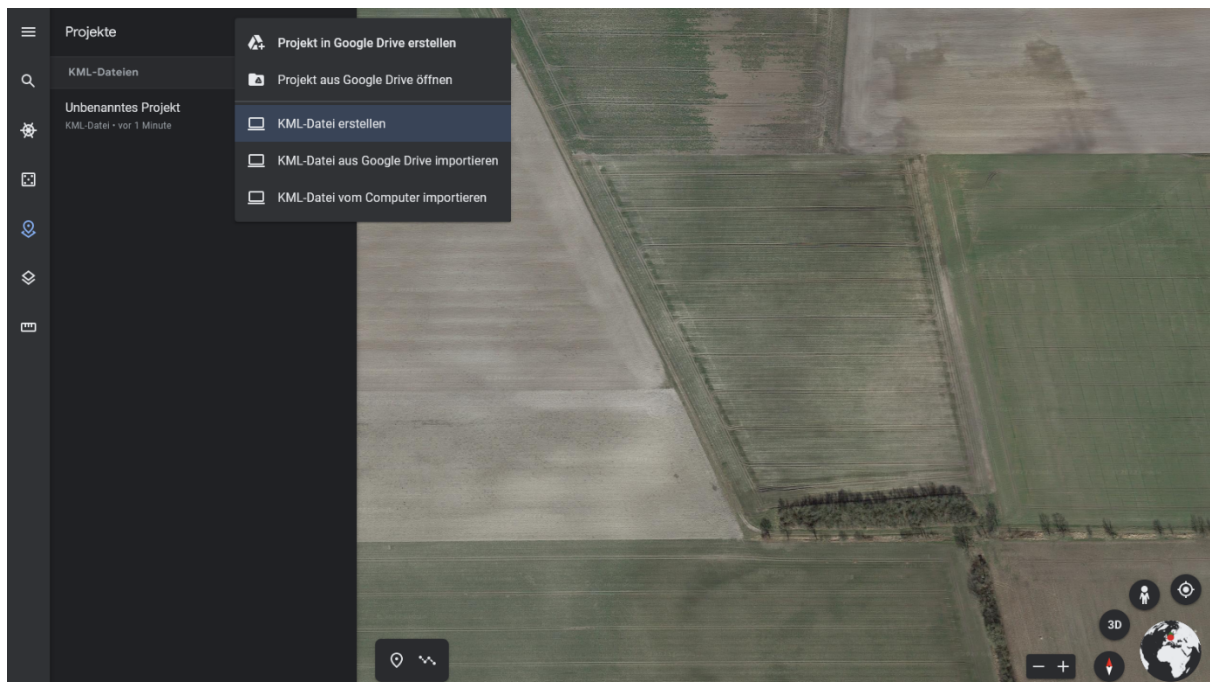 Projekte
KML-Dateien
Unbenanntes Projekt
KML-Datei • vor 1 Minute
Projekt in Google Drive erstellen
Projekt aus Google Drive öffnen
KML-Datei erstellen
KML-Datei aus Google Drive importieren
KML-Datei vom Computer importieren
3D